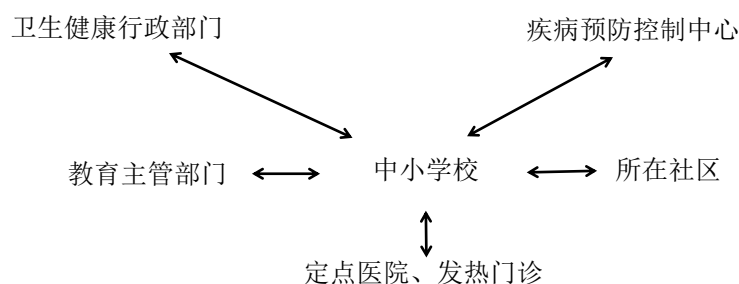 卫生健康行政部门
疾病预防控制中心
教育主管部门
中小学校
所在社区
定点医院、发热门诊